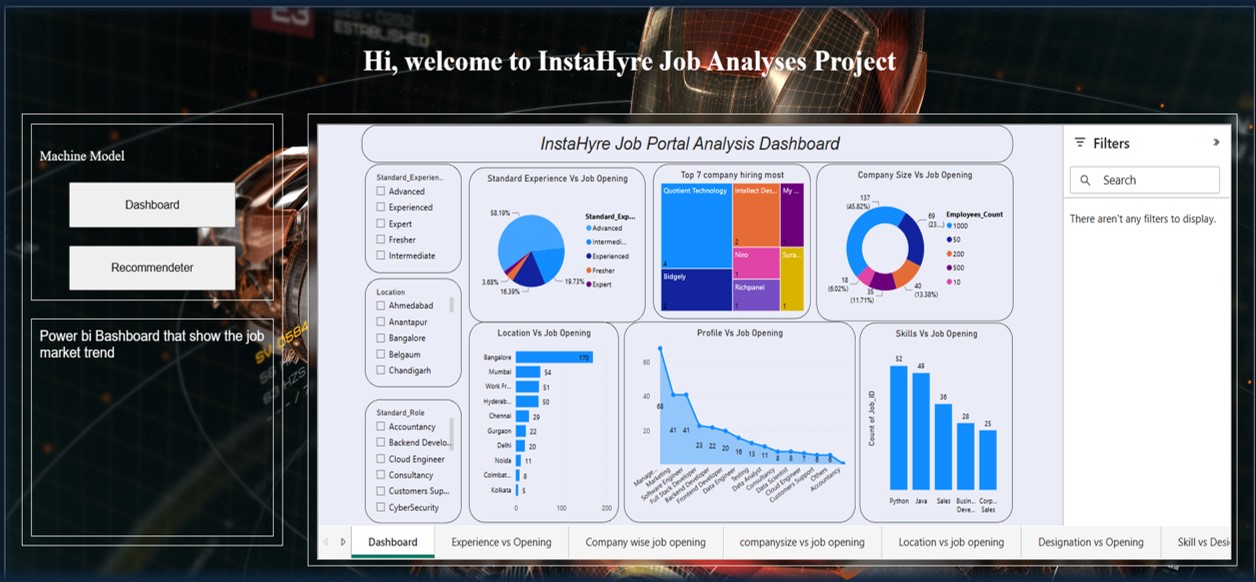 E3
ESTABLISHED
Hi, welcome to InstaHyre Job Analyses Project
Machine Model
Dashboard
Recommendeter
Power bi Bashboard that show the job
market trend
InstaHyre Job Portal Analysis Dashboard
Standard_Experien...
Advanced
Experienced
Expert
Fresher
Intermediate
Location
Ahmedabad
Anantapur
Bangalore
Belgaum
Chandigarh
Standard_Role
Accountancy
Backend Develo...
Cloud Engineer
Consultancy
Customers Sup...
CyberSecurity
Standard Experience Vs Job Opening
58.19%
3.68%
16.39%
19.73%
Standard_Exp...
Advanced
Intermedi...
Experienced
Fresher
Expert
Top 7 company hiring most
Quotient Technology
4
Bidgely
Intellect Des...
2
Niro
1
Richpanel
My ...
Sura...
1
Company Size Vs Job Opening
137
(45.82%)
69
(23....)
40
(13.38%)
35
(11.71%)
18
(6.02%)
Employees_Count
1000
50
200
500
10
Location Vs Job Opening
Bangalore 170
Mumbai 54
Work Fr... 51
Hyderab... 50
Chennai 29
Gurgaon 22
Delhi 20
Noida 11
Coimbat... 8
Kolkata 5
0 100 200
Profile Vs Job Opening
60
40
20
68 41 41 23 22 20 16 13 11 8 8 7 6 6
Manage...
Marketing
Software Engineer
Full Stack Developer
Backend Developer
Frontend Developer
Data Engineer
Testing
Data Analyst
Consultancy
Data Scientist
Cloud Engineer
Customers Support
Others
Accountancy
Skills Vs Job Opening
Count of Job_ID
52 49 36 28 25
Python Java Sales Busin... Deve... Corp... Sales
Filters
Search
There aren't any filters to display.
Dashboard
Experience vs Opening
Company wise job opening
companysize vs job opening
Location vs job opening
Designation vs Opening
Skill vs Desi